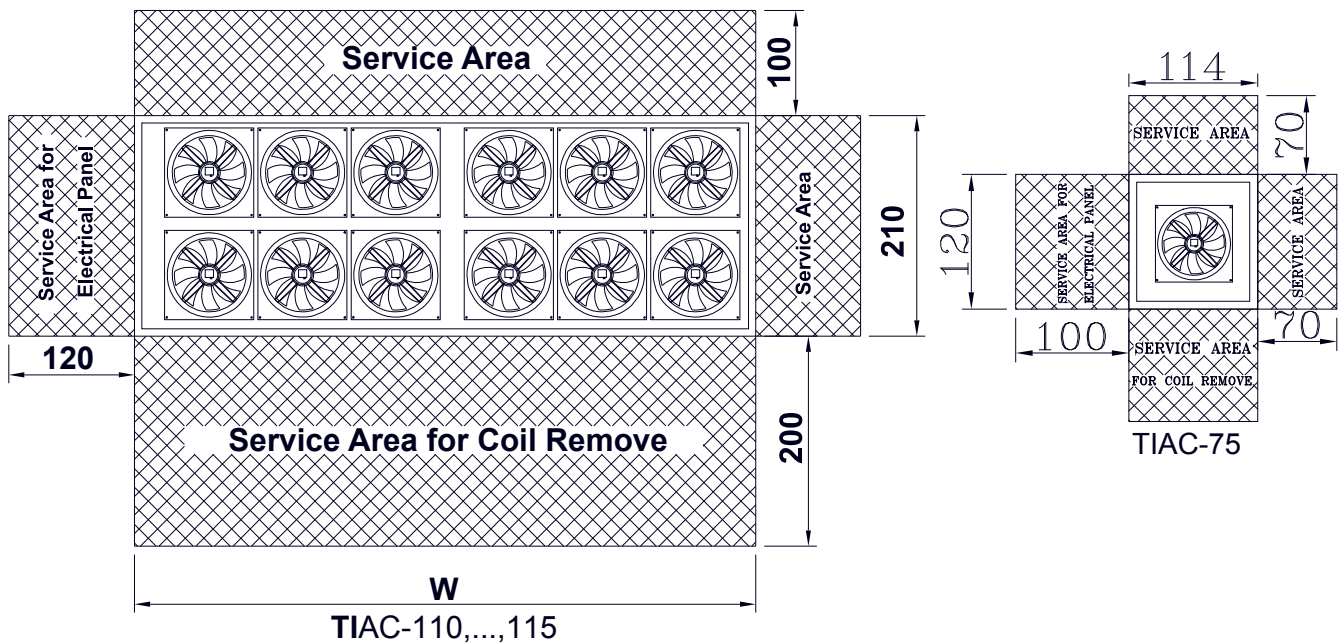 Service Area
100
Service Area for
Electrical Panel
Service Area
210
120
Service Area for Coil Remove
200
W
TIAC-110,...,115
114
SERVICE AREA
70
120
SERVICE AREA FOR
ELECTRICAL PANEL
SERVICE AREA
100
70
SERVICE AREA
FOR COIL REMOVE
TIAC-75